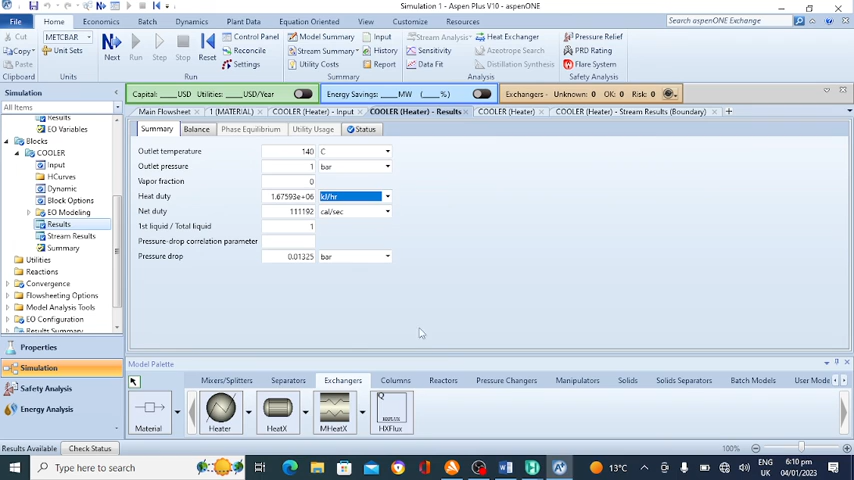 Simulation 1 - Aspen Plus V10 - aspenONE
File Home Economics Batch Dynamics Plant Data Equation Oriented View Customize Resources Search aspenONE Exchange
Cut METCBAR Control Panel Model Summary Input Stream Analysis Heat Exchanger Pressure Relief
Copy Unit Sets Next Run Step Stop Reset Reconcile Stream Summary History Sensitivity Azeotrope Search PRD Rating
Paste Settings Utility Costs Report Data Fit Distillation Synthesis Flare System
Clipboard Units Run Summary Analysis Safety Analysis
Simulation Capital: USD Utilities: USD/Year Energy Savings: MW ( %) Exchangers - Unknown: 0 OK: 0 Risk: 0
All Items Main Flowsheet 1 (MATERIAL) COOLER (Heater) - Input COOLER (Heater) - Results COOLER (Heater) COOLER (Heater) - Stream Results (Boundary)
Results
EO Variables
Blocks
COOLER
Input
HCurves
Dynamic
Block Options
EO Modeling
Results
Stream Results
Summary
Utilities
Reactions
Convergence
Flowsheeting Options
Model Analysis Tools
EO Configuration
Results Summary
Summary Balance Phase Equilibrium Utility Usage Status
Outlet temperature 140 C
Outlet pressure 1 bar
Vapor fraction 0
Heat duty 1.67593e+06 kJ/hr
Net duty 111192 cal/sec
1st liquid / Total liquid 1
Pressure-drop correlation parameter
Pressure drop 0.01325 bar
Properties
Simulation
Safety Analysis
Energy Analysis
Model Palette
Mixers/Splitters Separators Exchangers Columns Reactors Pressure Changers Manipulators Solids Solids Separators Batch Models User Mode
Material Heater HeatX MHeatX HXFlux
Results Available Check Status 100%
Type here to search 13°C ENG 6:10 pm
UK 04/01/2023